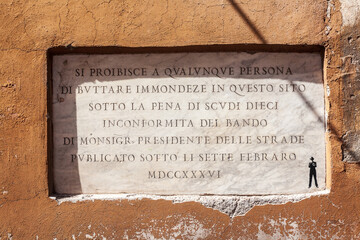 SI PROIBISCE A QVALVNQVE PERSONA
DI BVTTARE IMMONDEZE IN QVESTO SITO
SOTTO LA PENA DI SCVDI DIECI
INCONFORMITA DEL BANDO
DI MONSIGR· PRESIDENTE DELLE STRADE
PVBLICATO SOTTO LI SETTE FEBRARO
MDCCXXXVI